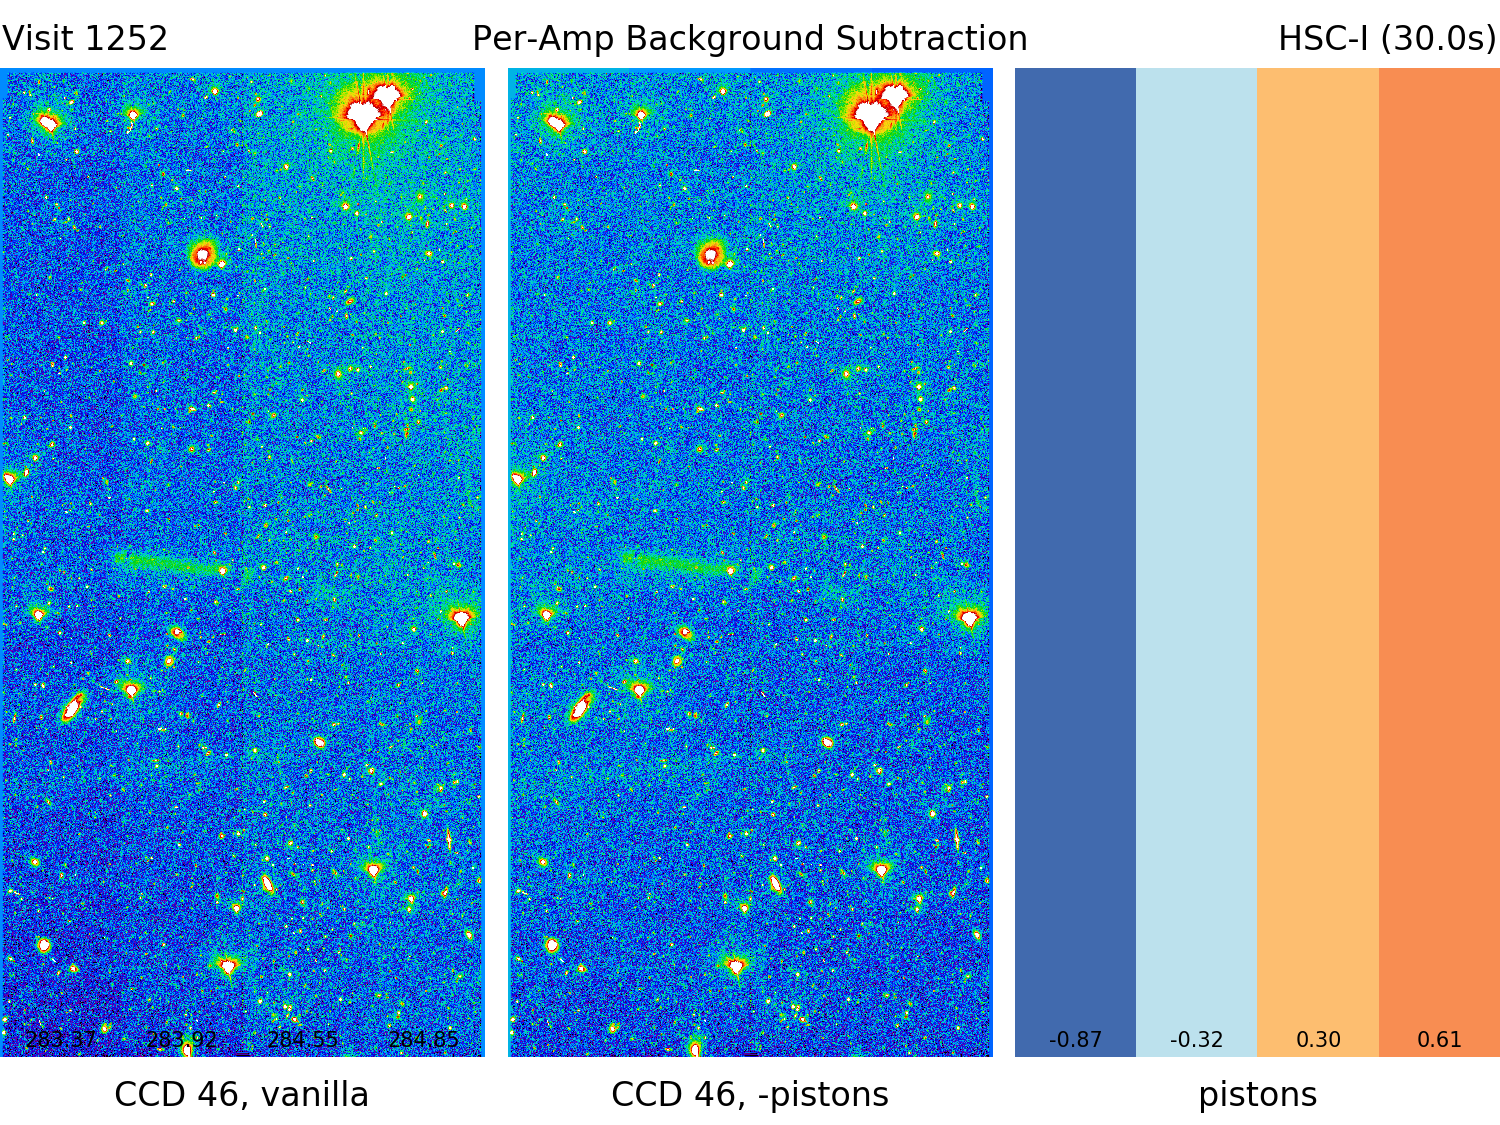 Visit 1252 Per-Amp Background Subtraction HSC-I (30.0s)
283.37 283.92 284.55 284.85 -0.87 -0.32 0.30 0.61
CCD 46, vanilla CCD 46, -pistons pistons